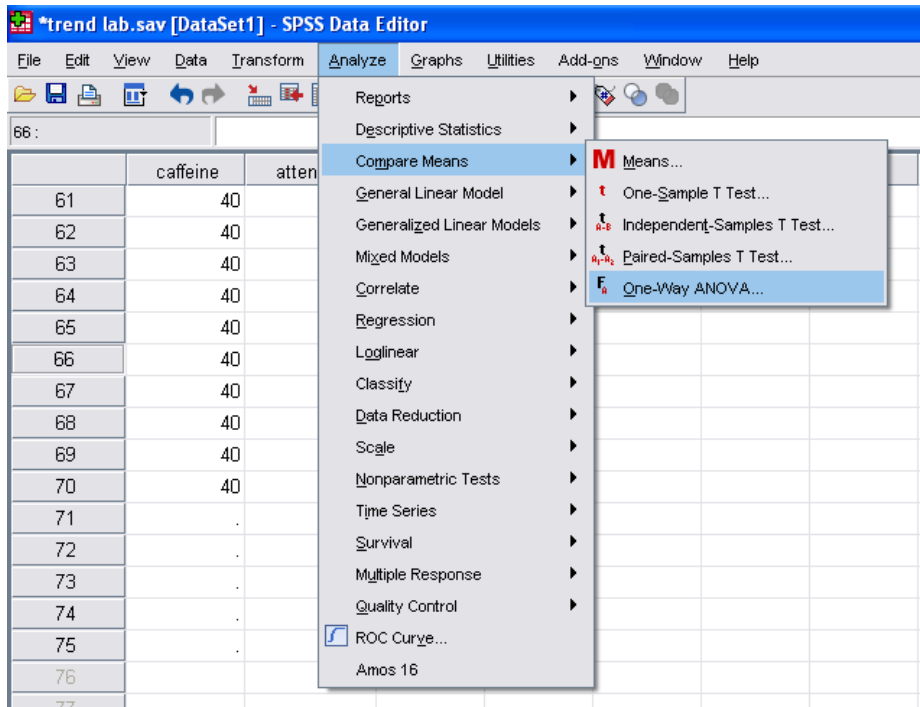 *trend lab.sav [DataSet1] - SPSS Data Editor
File Edit View Data Transform Analyze Graphs Utilities Add-ons Window Help
66 :
caffeine atten
61 40
62 40
63 40
64 40
65 40
66 40
67 40
68 40
69 40
70 40
71 .
72 .
73 .
74 .
75 .
76
77
Reports
Descriptive Statistics
Compare Means
General Linear Model
Generalized Linear Models
Mixed Models
Correlate
Regression
Loglinear
Classify
Data Reduction
Scale
Nonparametric Tests
Time Series
Survival
Multiple Response
Quality Control
ROC Curve...
Amos 16
M Means...
t One-Sample T Test...
t A-B Independent-Samples T Test...
t A₁-A₂ Paired-Samples T Test...
F A One-Way ANOVA...